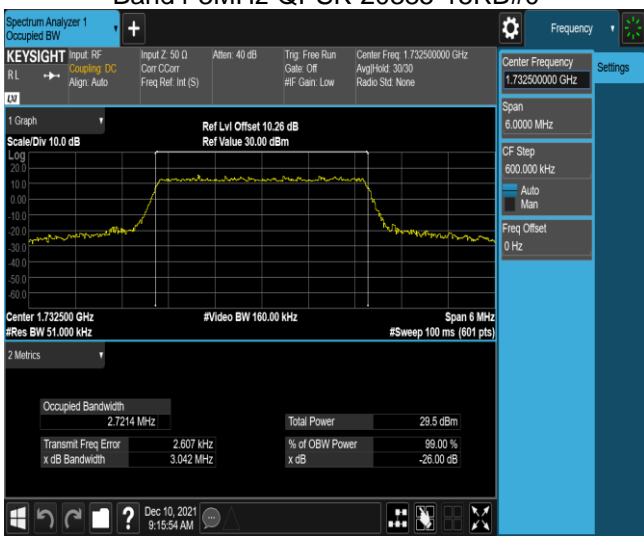 Spectrum Analyzer 1
Occupied BW
Frequency
KEYSIGHT
Input: RF
Coupling: DC
Align: Auto
RL
LXI
Input Z: 50 Ω
Corr CCorr
Freq Ref: Int (S)
Atten: 40 dB
Trig: Free Run
Gate: Off
#IF Gain: Low
Center Freq: 1.732500000 GHz
Avg|Hold: 30/30
Radio Std: None
Center Frequency
1.732500000 GHz
Settings
Span
6.0000 MHz
CF Step
600.000 kHz
Auto
Man
Freq Offset
0 Hz
1 Graph
Scale/Div 10.0 dB
Ref Lvl Offset 10.26 dB
Ref Value 30.00 dBm
Log
20.0
10.0
0.00
-10.0
-20.0
-30.0
-40.0
-50.0
-60.0
Center 1.732500 GHz
#Res BW 51.000 kHz
#Video BW 160.00 kHz
Span 6 MHz
#Sweep 100 ms (601 pts)
2 Metrics
Occupied Bandwidth
2.7214 MHz
Total Power 29.5 dBm
Transmit Freq Error 2.607 kHz
% of OBW Power 99.00 %
x dB Bandwidth 3.042 MHz
x dB -26.00 dB
?
Dec 10, 2021
9:15:54 AM